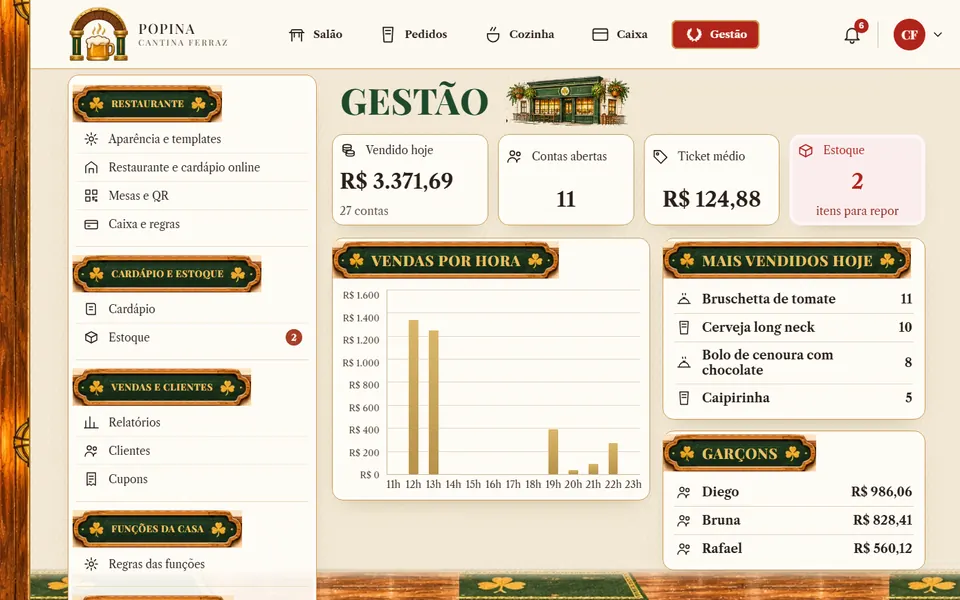 POPINA
CANTINA FERRAZ
Salão
Pedidos
Cozinha
Caixa
Gestão
6
CF
RESTAURANTE
Aparência e templates
Restaurante e cardápio online
Mesas e QR
Caixa e regras
CARDÁPIO E ESTOQUE
Cardápio
Estoque
2
VENDAS E CLIENTES
Relatórios
Clientes
Cupons
FUNÇÕES DA CASA
Regras das funções
GESTÃO
Vendido hoje
R$ 3.371,69
27 contas
Contas abertas
11
Ticket médio
R$ 124,88
Estoque
2
itens para repor
VENDAS POR HORA
R$ 1.600
R$ 1.400
R$ 1.200
R$ 1.000
R$ 800
R$ 600
R$ 400
R$ 200
R$ 0
11h 12h 13h 14h 15h 16h 17h 18h 19h 20h 21h 22h 23h
MAIS VENDIDOS HOJE
Bruschetta de tomate 11
Cerveja long neck 10
Bolo de cenoura com
chocolate 8
Caipirinha 5
GARÇONS
Diego R$ 986,06
Bruna R$ 828,41
Rafael R$ 560,12